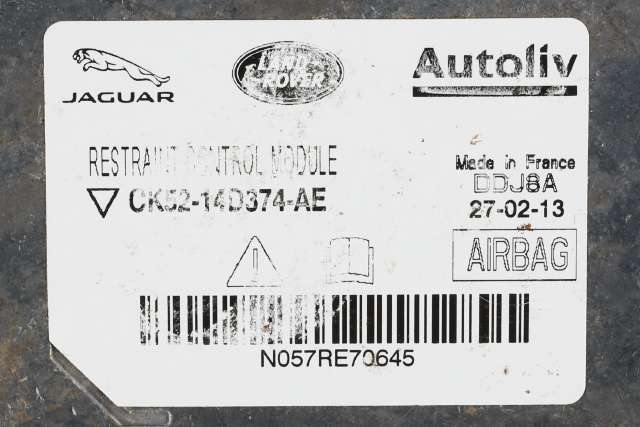 JAGUAR
LAND
ROVER
Autoliv
RESTRAINT CONTROL MODULE
CK52-14D374-AE
Made in France
DDJ8A
27-02-13
AIRBAG
N057RE70645